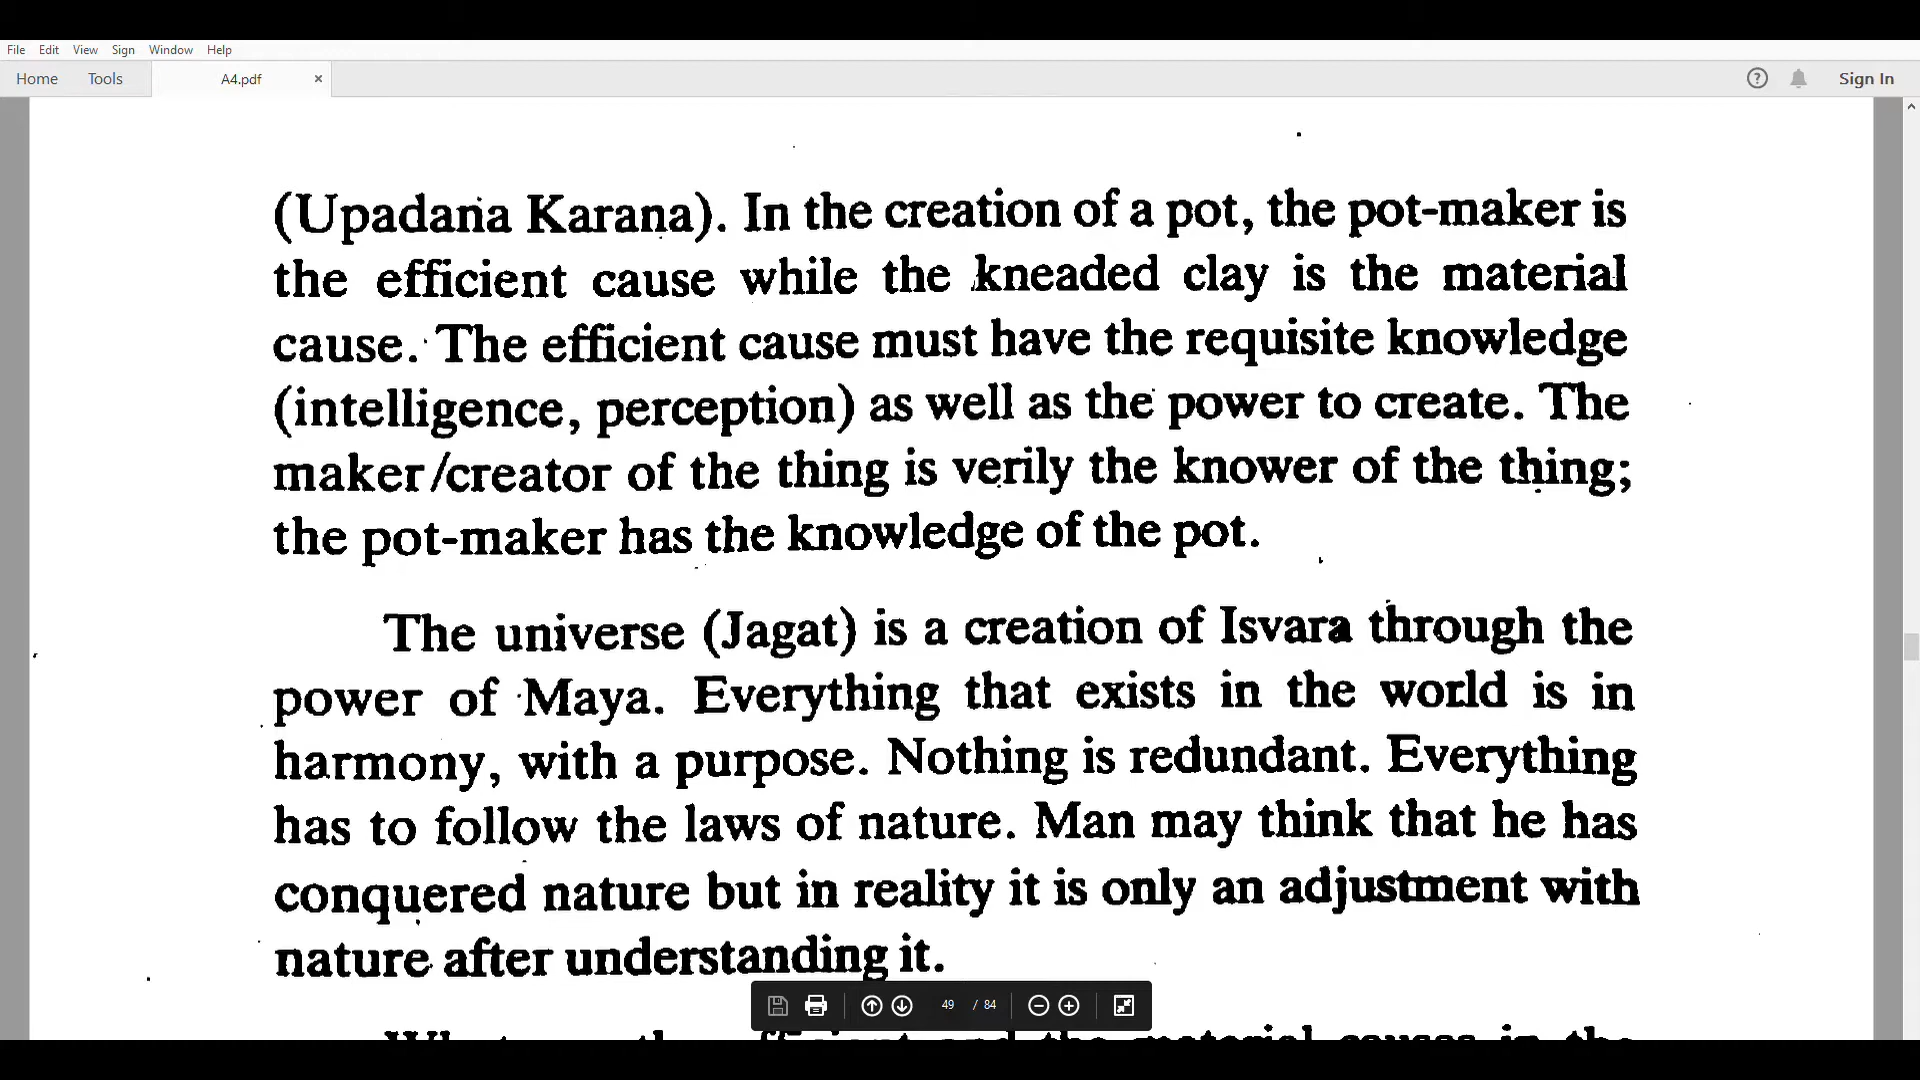 File Edit View Sign Window Help
Home Tools A4.pdf × ? Sign In
(Upadana Karana). In the creation of a pot, the pot-maker is
the efficient cause while the kneaded clay is the material
cause. The efficient cause must have the requisite knowledge
(intelligence, perception) as well as the power to create. The
maker/creator of the thing is verily the knower of the thing;
the pot-maker has the knowledge of the pot.
The universe (Jagat) is a creation of Isvara through the
power of Maya. Everything that exists in the world is in
harmony, with a purpose. Nothing is redundant. Everything
has to follow the laws of nature. Man may think that he has
conquered nature but in reality it is only an adjustment with
nature after understanding it.
49 / 84